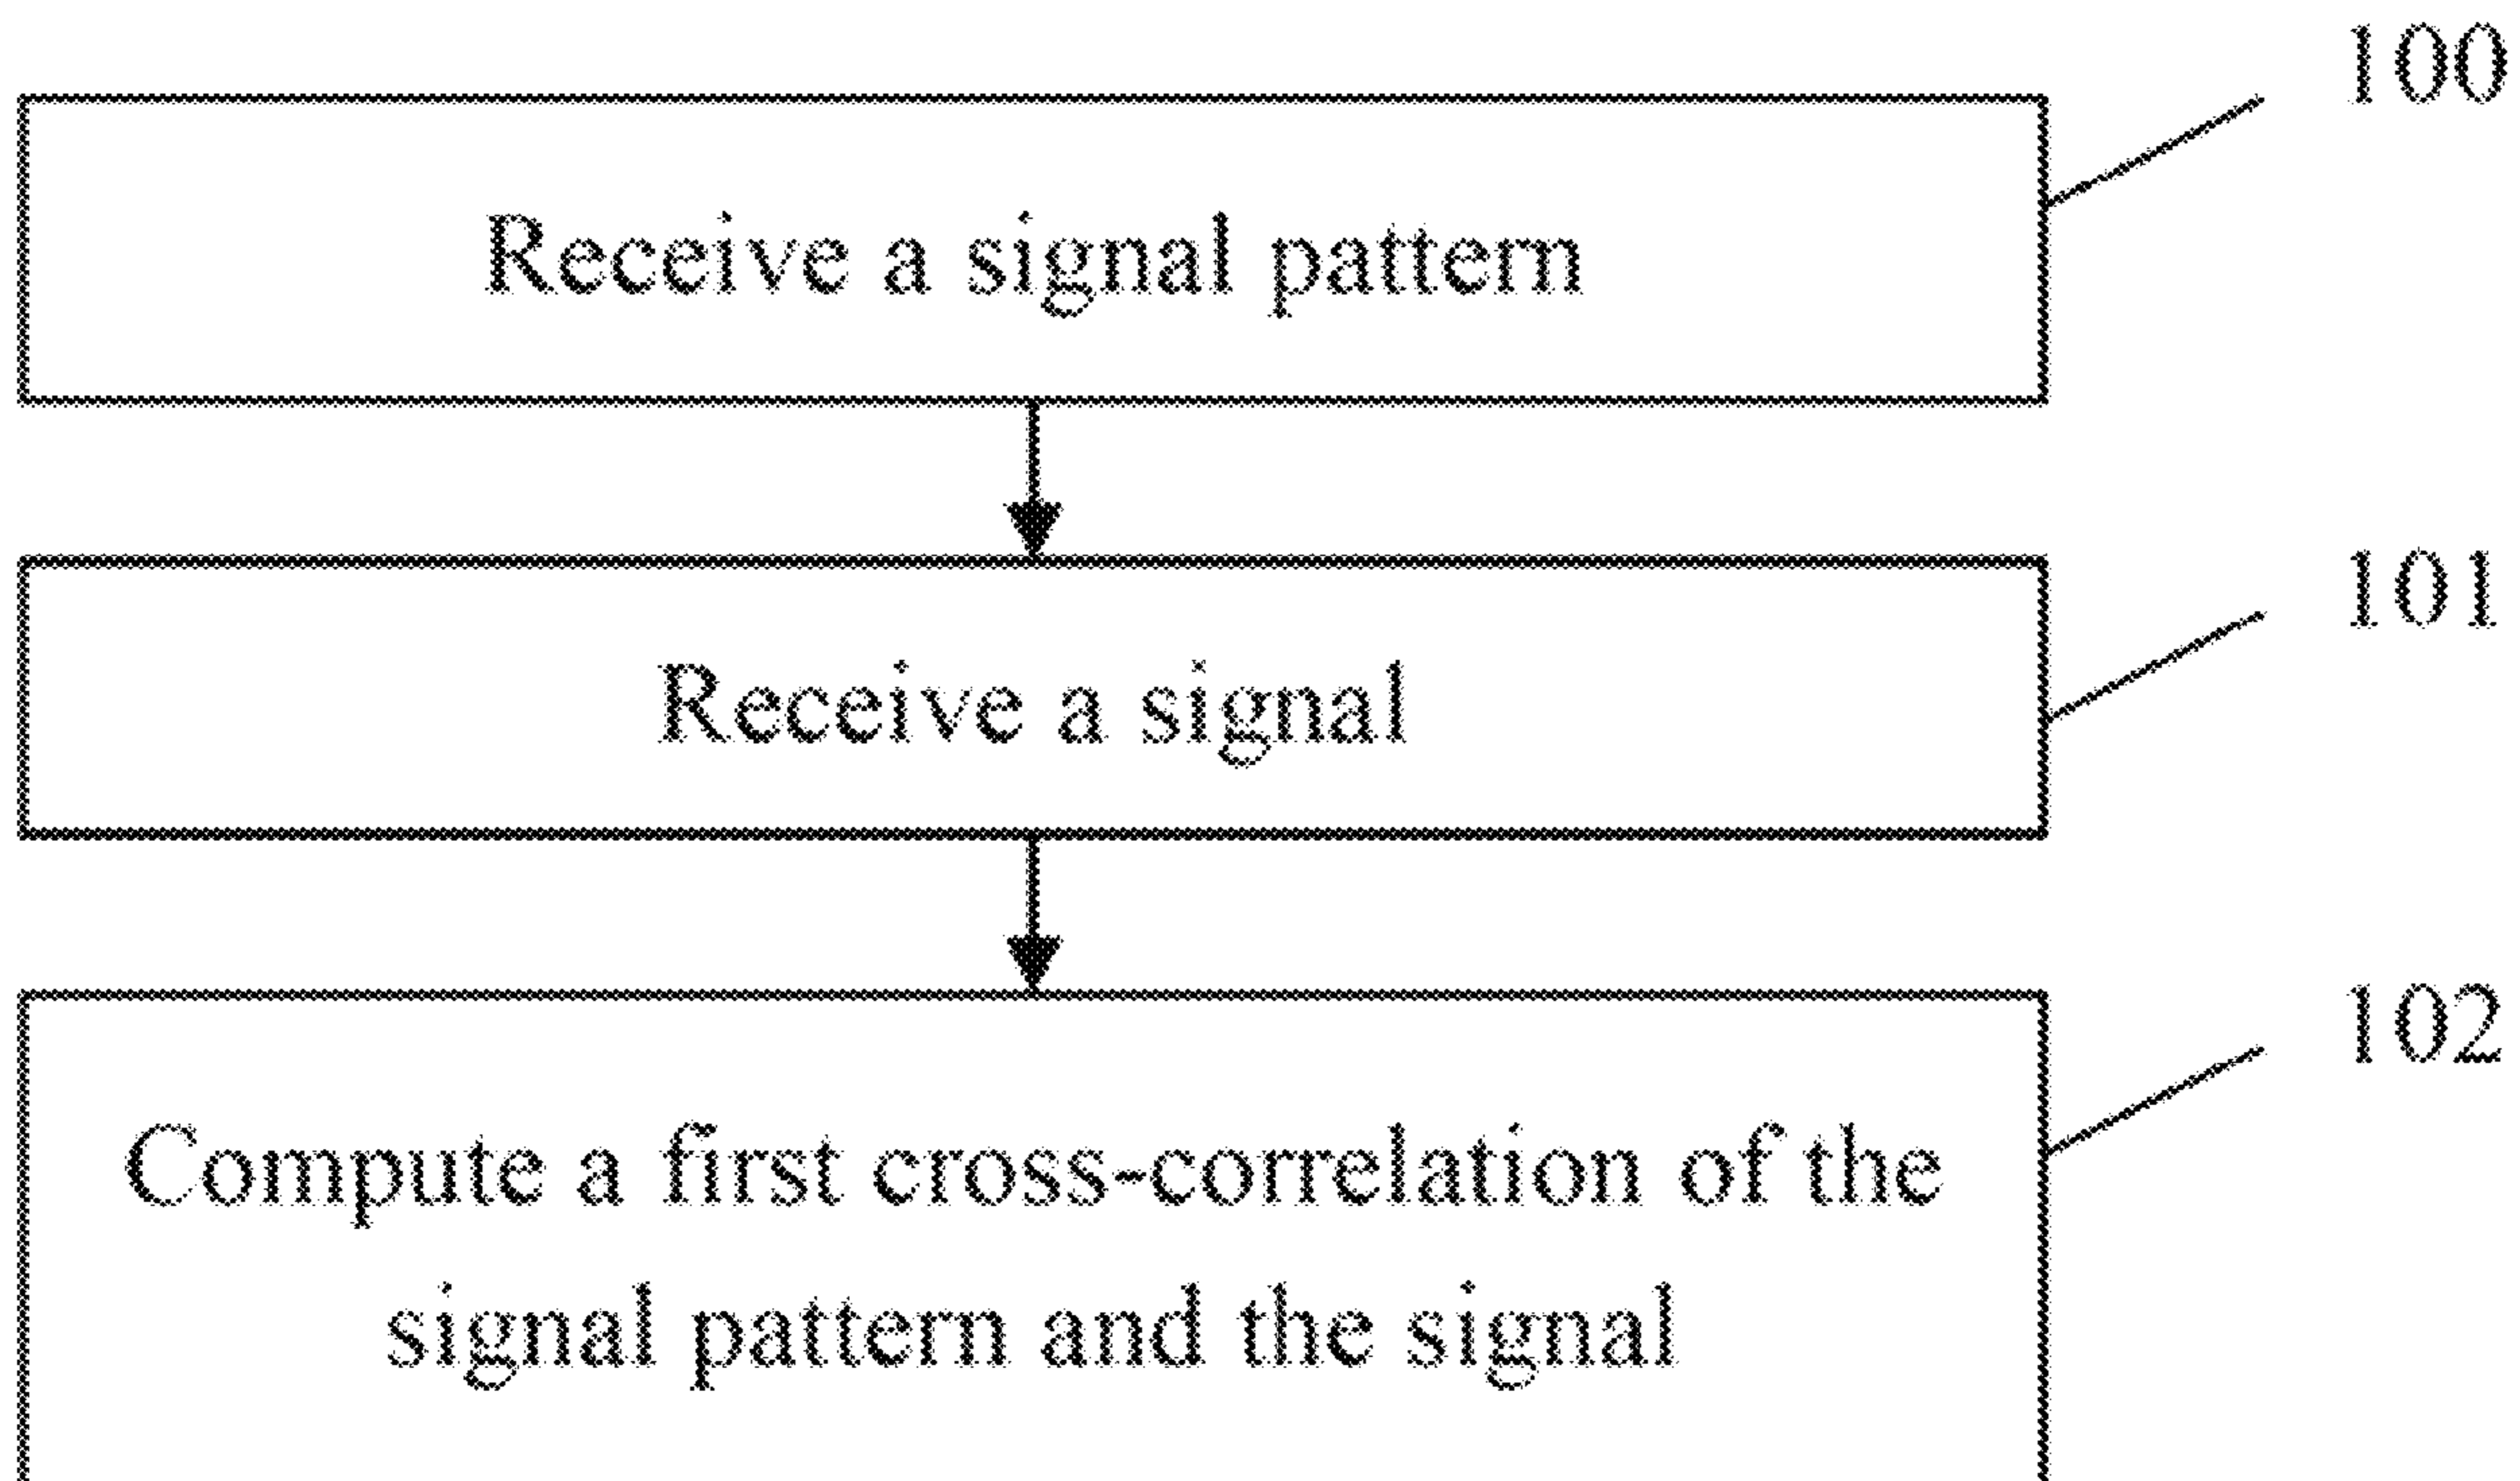 100
Receive a signal pattern
101
Receive a signal
102
Compute a first cross-correlation of the
signal pattern and the signal